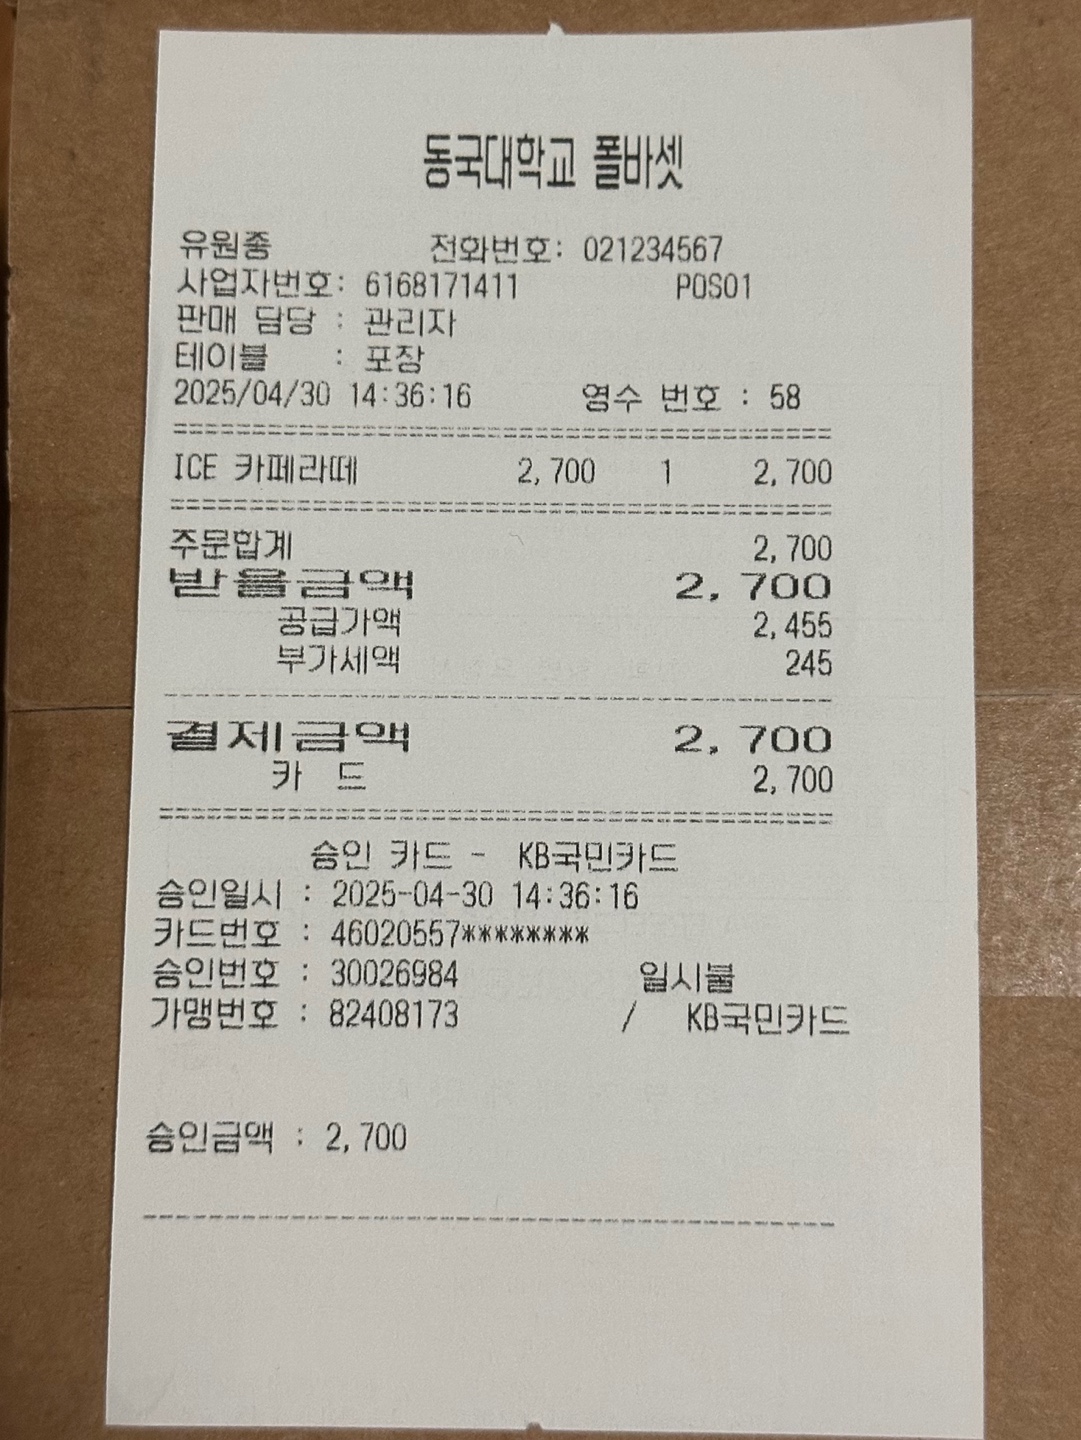 동국대학교 폴바셋
유원중 전화번호: 021234567
사업자번호: 6168171411 POS01
판매 담당 : 관리자
테이블 : 포장
2025/04/30 14:36:16 영수 번호 : 58
ICE 카페라떼 2,700 1 2,700
주문합계 2,700
받을금액 2,700
공급가액 2,455
부가세액 245
결제금액 2,700
카 드 2,700
승인 카드 - KB국민카드
승인일시 : 2025-04-30 14:36:16
카드번호 : 46020557********
승인번호 : 30026984 일시불
가맹번호 : 82408173 / KB국민카드
승인금액 : 2,700